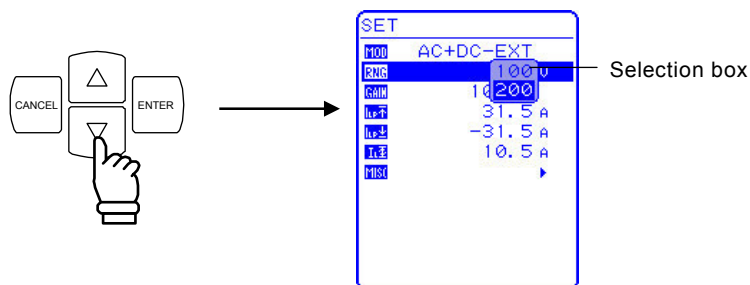 SET
MOD AC+DC-EXT
RNG 100 V
GAIN 10 200
31.5 A
-31.5 A
10.5 A
MISC
CANCEL
ENTER
Selection box